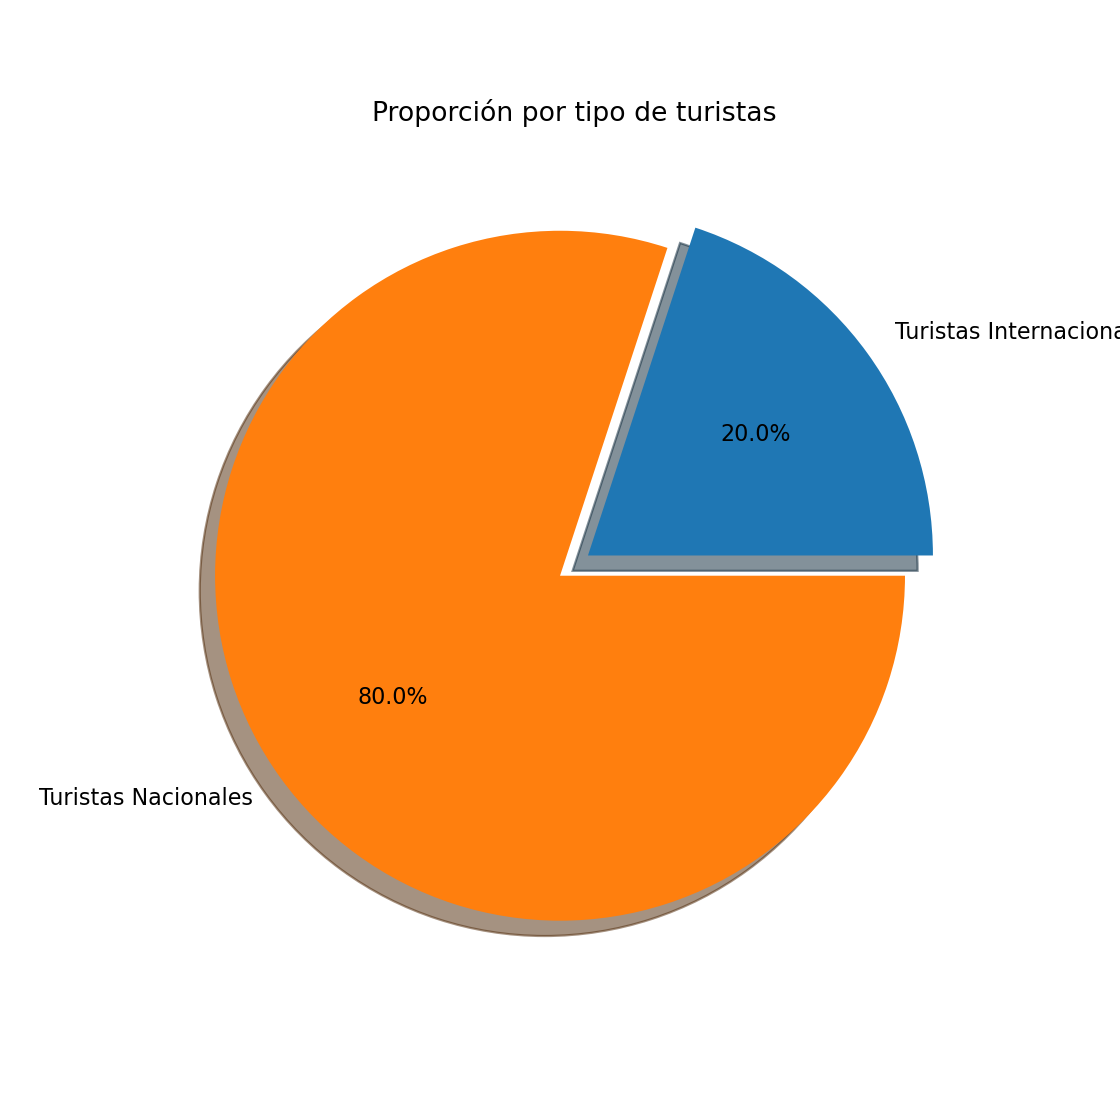 Proporción por tipo de turistas
Turistas Internaciona
20.0%
80.0%
Turistas Nacionales